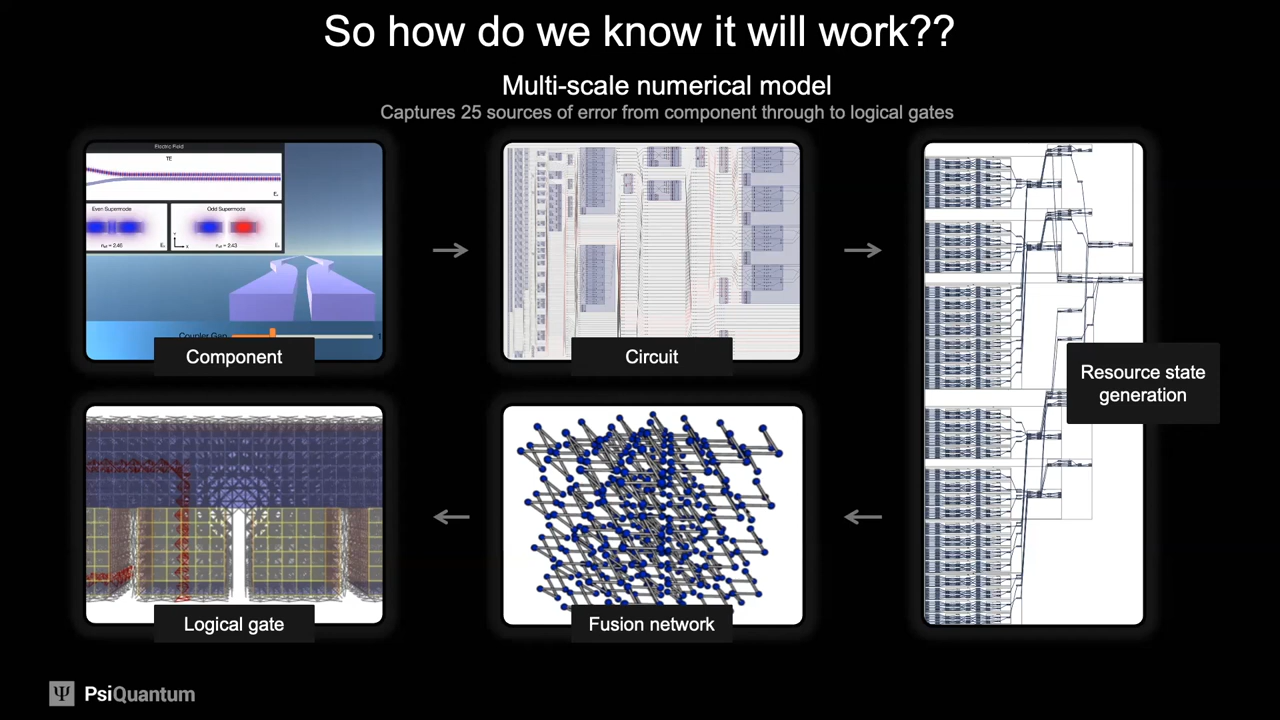 So how do we know it will work??
Multi-scale numerical model
Captures 25 sources of error from component through to logical gates
Electric Field
TE
Even Supermode
Odd Supermode
Coupler Gap
Component
Circuit
Resource state
generation
Logical gate
Fusion network
Ψ PsiQuantum